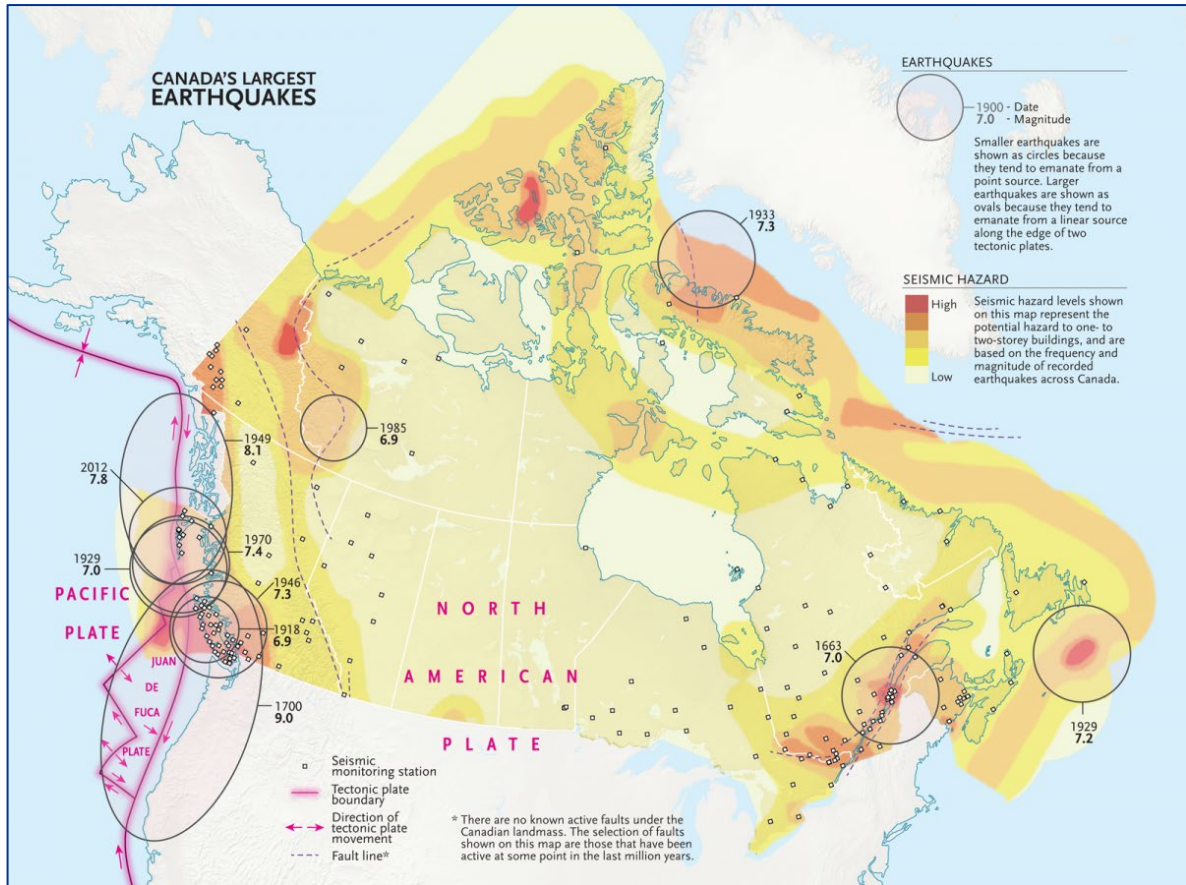 CANADA'S LARGEST
EARTHQUAKES
EARTHQUAKES
1900 - Date
7.0 - Magnitude
Smaller earthquakes are
shown as circles because
they tend to emanate from a
point source. Larger
earthquakes are shown as
ovals because they tend to
emanate from a linear source
along the edge of two
tectonic plates.
SEISMIC HAZARD
High
Low
Seismic hazard levels shown
on this map represent the
potential hazard to one- to
two-storey buildings, and are
based on the frequency and
magnitude of recorded
earthquakes across Canada.
1933
7.3
1985
6.9
1949
8.1
2012
7.8
1970
7.4
1929
7.0
1946
7.3
1918
6.9
1700
9.0
1663
7.0
1929
7.2
PACIFIC
PLATE
JUAN
DE
FUCA
PLATE
NORTH
AMERICAN
PLATE
Seismic
monitoring station
Tectonic plate
boundary
Direction of
tectonic plate
movement
Fault line*
* There are no known active faults under the
Canadian landmass. The selection of faults
shown on this map are those that have been
active at some point in the last million years.